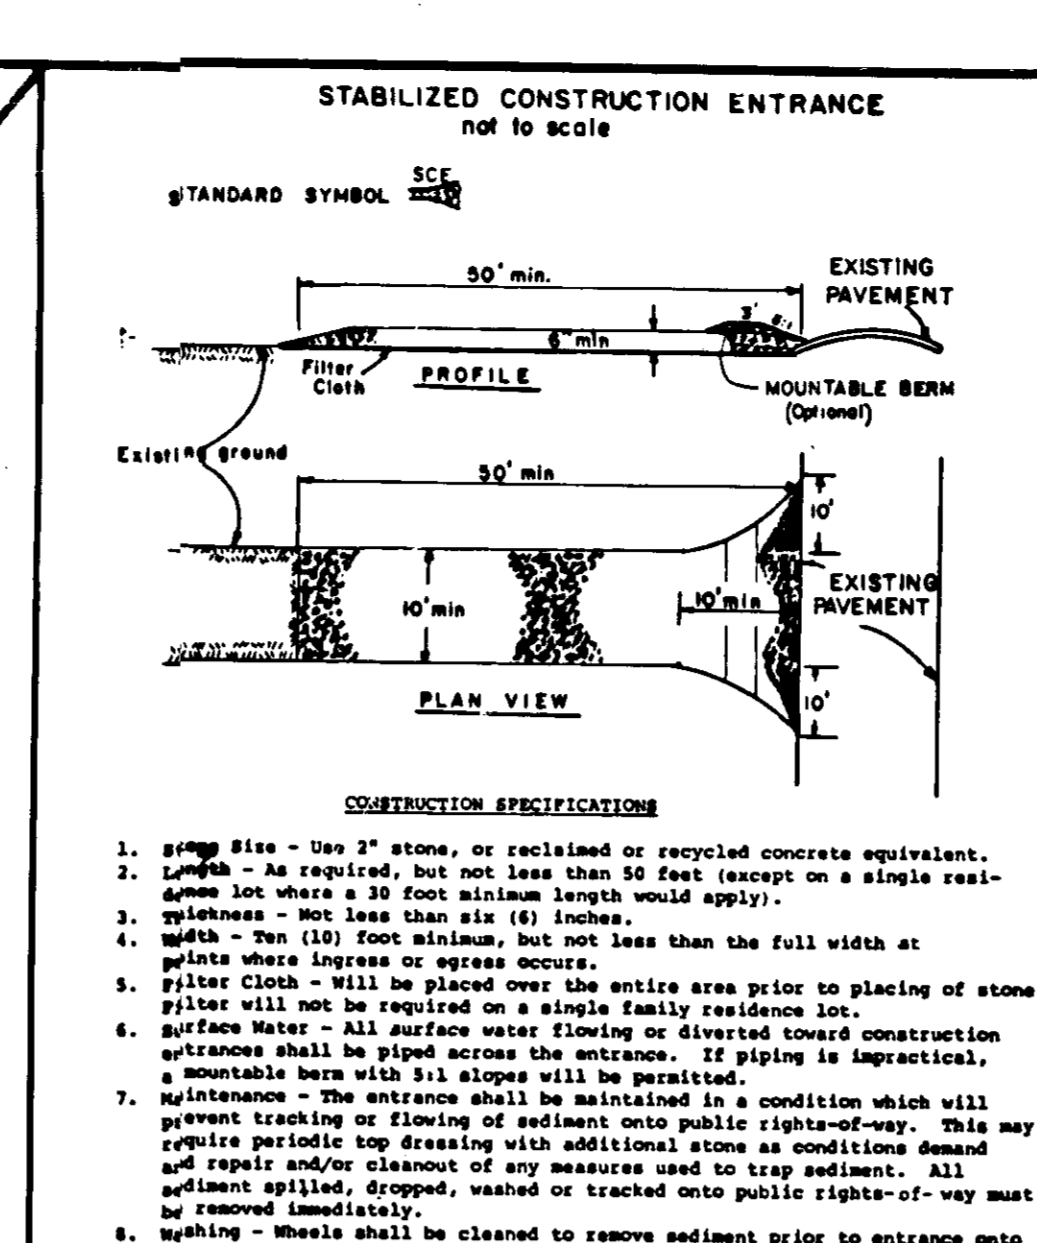 STABILIZED CONSTRUCTION ENTRANCE
not to scale
STANDARD SYMBOL SCE
50' min.
EXISTING
PAVEMENT
3'
5:1
6" min
Filter
Cloth
PROFILE
MOUNTABLE BERM
(Optional)
Existing ground
50' min
10'
10' min
10' min
EXISTING
PAVEMENT
10'
PLAN VIEW
CONSTRUCTION SPECIFICATIONS
1. Stone Size - Use 2" stone, or reclaimed or recycled concrete equivalent.
2. Length - As required, but not less than 50 feet (except on a single resi-
dence lot where a 30 foot minimum length would apply).
3. Thickness - Not less than six (6) inches.
4. Width - Ten (10) foot minimum, but not less than the full width at
points where ingress or egress occurs.
5. Filter Cloth - Will be placed over the entire area prior to placing of stone
Filter will not be required on a single family residence lot.
6. Surface Water - All surface water flowing or diverted toward construction
entrances shall be piped across the entrance. If piping is impractical,
a mountable berm with 5:1 slopes will be permitted.
7. Maintenance - The entrance shall be maintained in a condition which will
prevent tracking or flowing of sediment onto public rights-of-way. This may
require periodic top dressing with additional stone as conditions demand
and repair and/or cleanout of any measures used to trap sediment. All
sediment spilled, dropped, washed or tracked onto public rights-of-way must
be removed immediately.
8. Washing - Wheels shall be cleaned to remove sediment prior to entrance onto